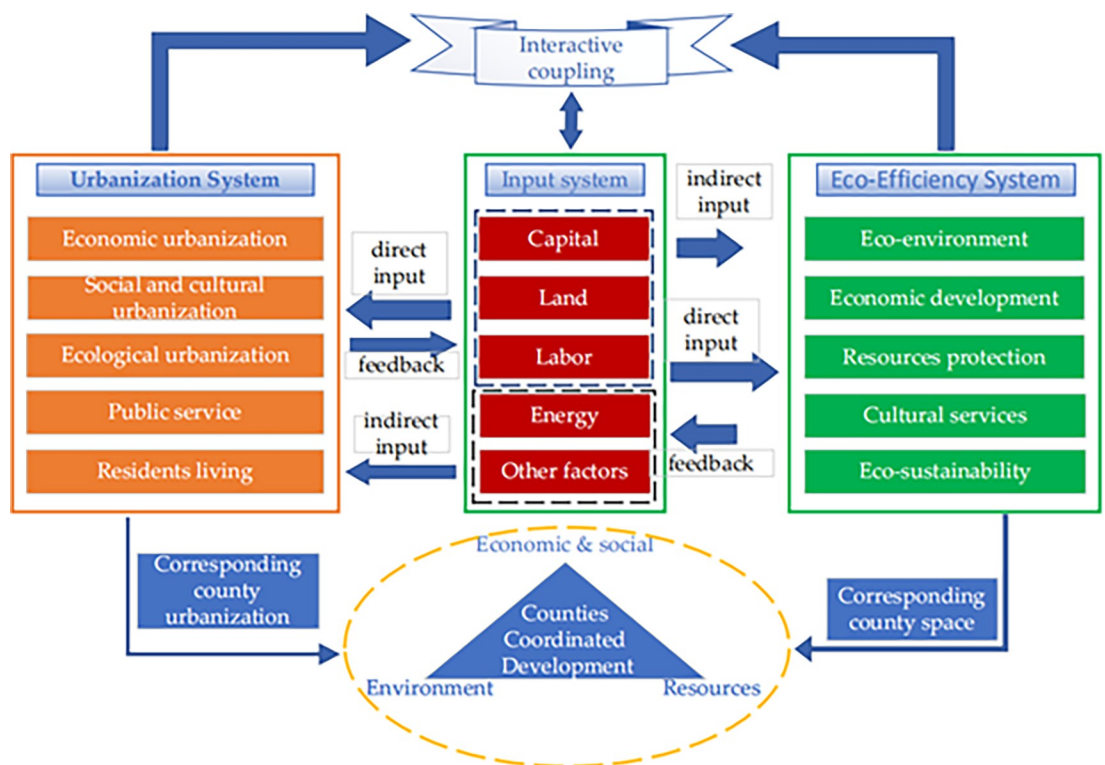 Interactive
coupling
Urbanization System
Economic urbanization
Social and cultural
urbanization
Ecological urbanization
Public service
Residents living
direct
input
feedback
indirect
input
Input system
Capital
Land
Labor
Energy
Other factors
indirect
input
direct
input
feedback
Eco-Efficiency System
Eco-environment
Economic development
Resources protection
Cultural services
Eco-sustainability
Corresponding
county
urbanization
Economic & social
Counties
Coordinated
Development
Environment
Resources
Corresponding
county space